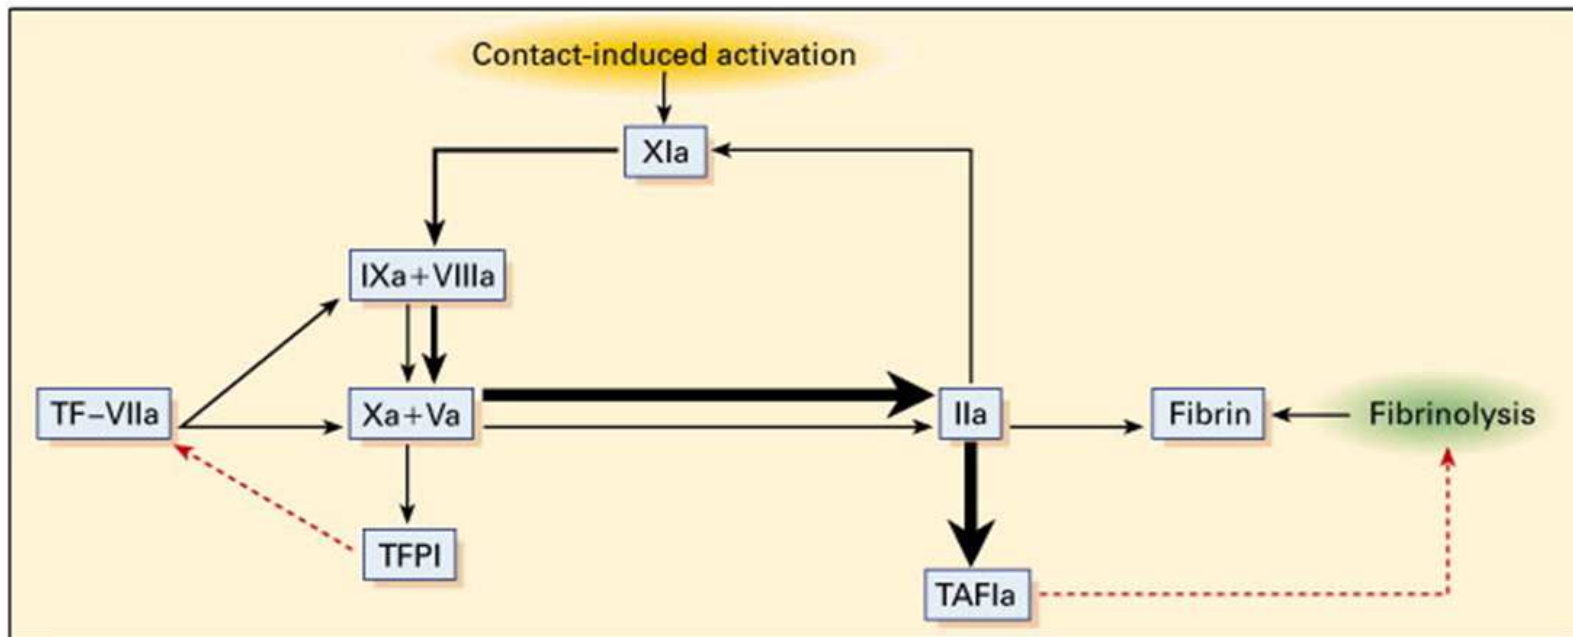 Contact-induced activation
XIa
IXa+VIIIa
TF–VIIa
Xa+Va
IIa
Fibrin
Fibrinolysis
TFPI
TAFIa